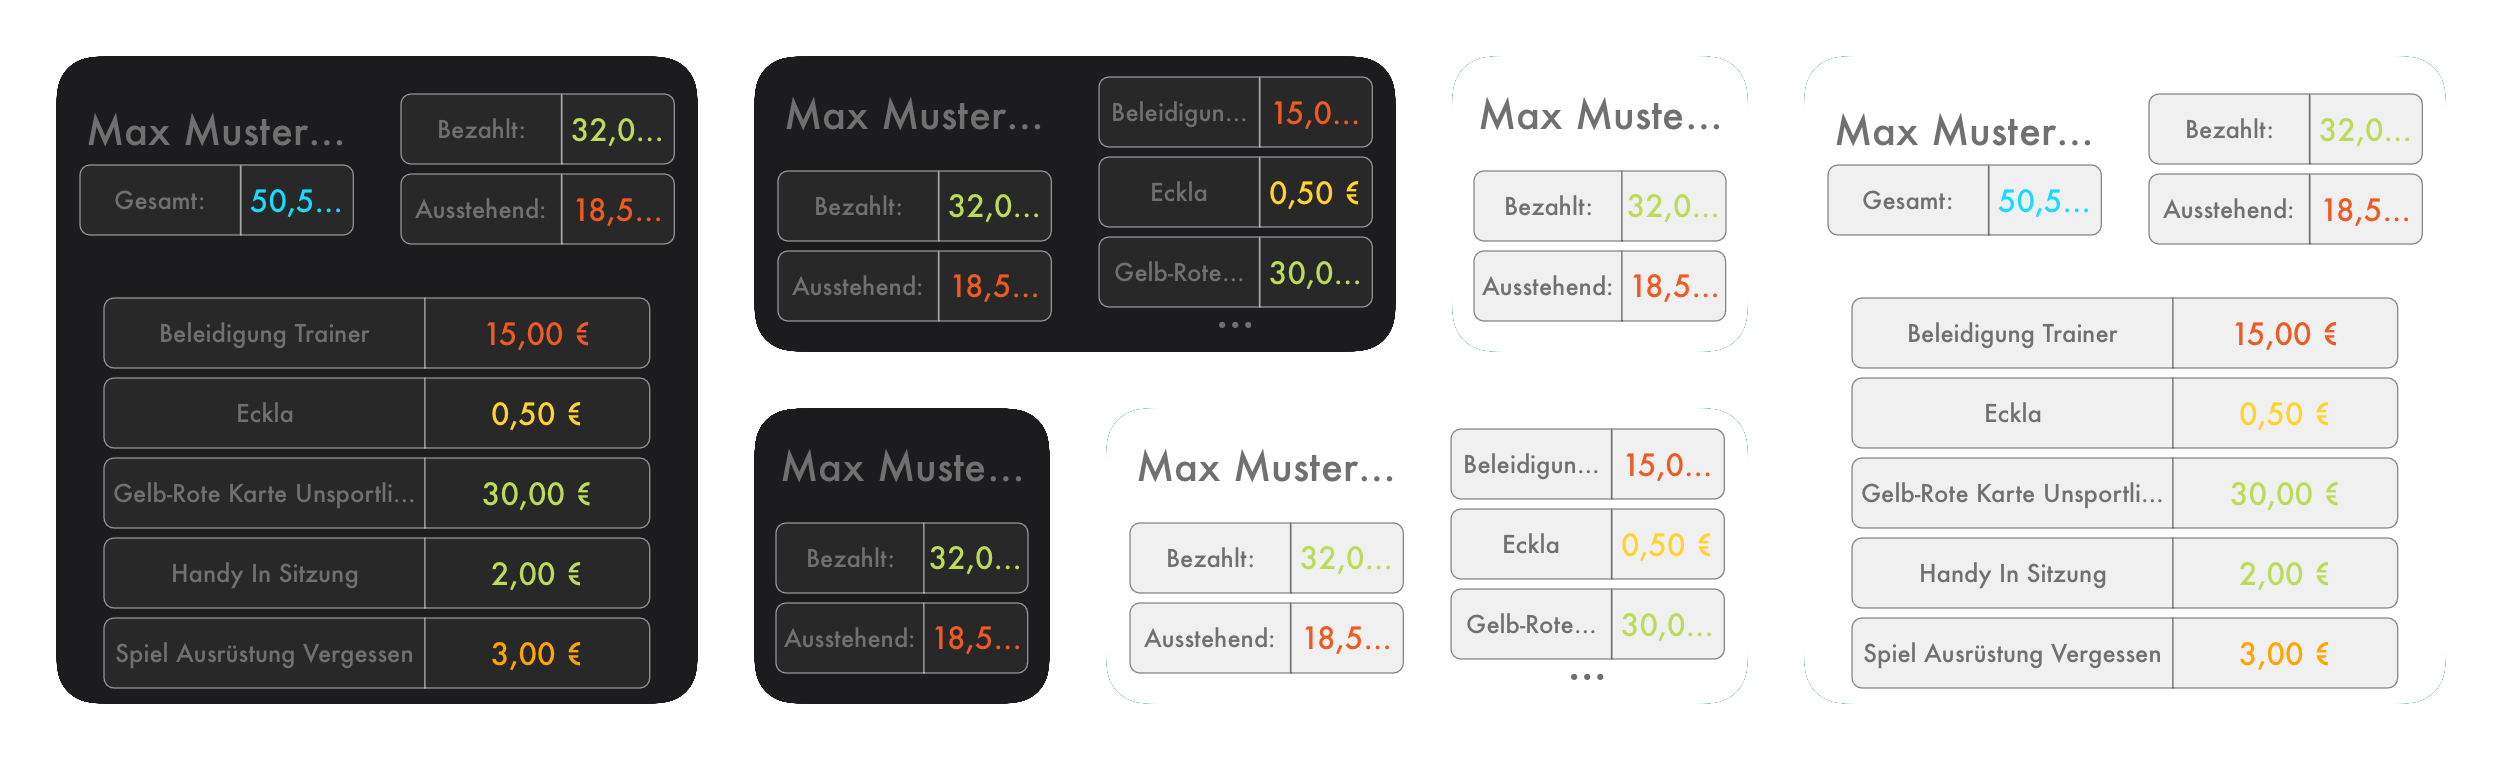 Max Muster...
Gesamt: 50,5...
Bezahlt: 32,0...
Ausstehend: 18,5...
Beleidigung Trainer 15,00 €
Eckla 0,50 €
Gelb-Rote Karte Unsportli... 30,00 €
Handy In Sitzung 2,00 €
Spiel Ausrüstung Vergessen 3,00 €
Max Muster...
Bezahlt: 32,0...
Ausstehend: 18,5...
Beleidigun... 15,0...
Eckla 0,50 €
Gelb-Rote... 30,0...
...
Max Muste...
Bezahlt: 32,0...
Ausstehend: 18,5...
Max Muste...
Bezahlt: 32,0...
Ausstehend: 18,5...
Max Muster...
Bezahlt: 32,0...
Ausstehend: 18,5...
Beleidigun... 15,0...
Eckla 0,50 €
Gelb-Rote... 30,0...
...
Max Muster...
Gesamt: 50,5...
Bezahlt: 32,0...
Ausstehend: 18,5...
Beleidigung Trainer 15,00 €
Eckla 0,50 €
Gelb-Rote Karte Unsportli... 30,00 €
Handy In Sitzung 2,00 €
Spiel Ausrüstung Vergessen 3,00 €